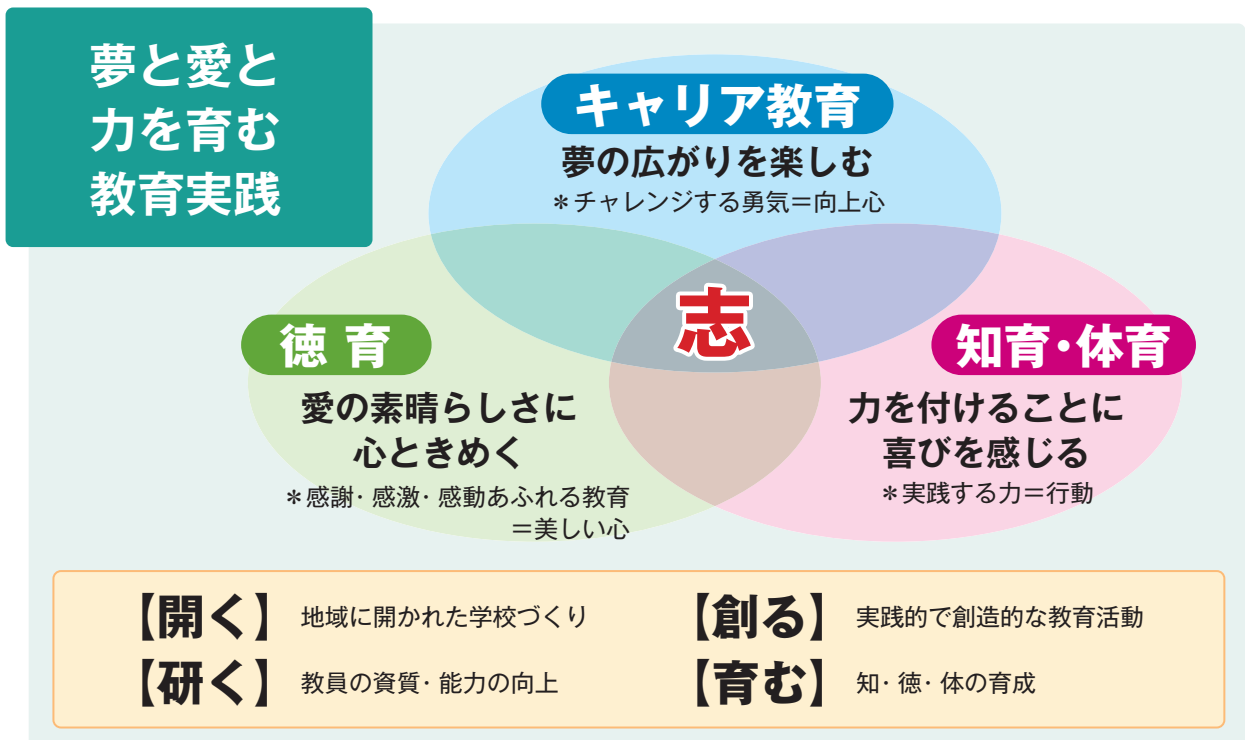 夢と愛と
力を育む
教育実践
キャリア教育
夢の広がりを楽しむ
＊チャレンジする勇気＝向上心
志
徳 育
愛の素晴らしさに
心ときめく
＊感謝・感激・感動あふれる教育
＝美しい心
知育・体育
力を付けることに
喜びを感じる
＊実践する力＝行動
【開く】 地域に開かれた学校づくり
【創る】 実践的で創造的な教育活動
【研く】 教員の資質・能力の向上
【育む】 知・徳・体の育成